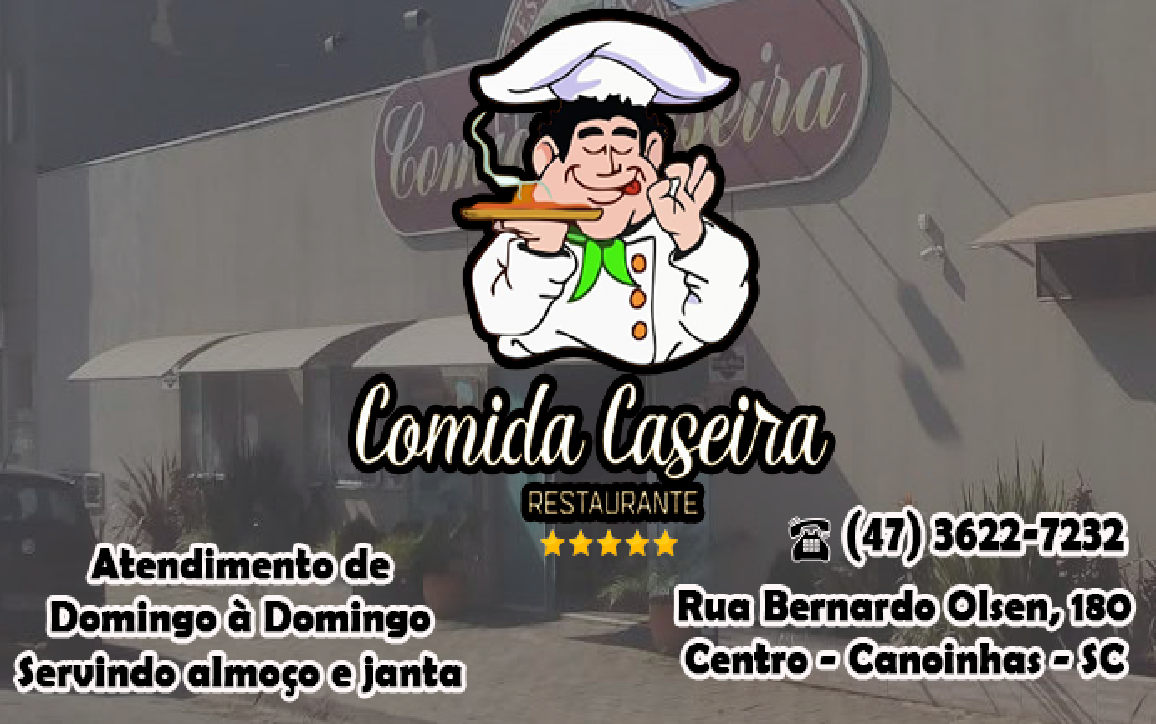 Comida Caseira
RESTAURANTE
(47) 3622-7232
Atendimento de
Domingo à Domingo
Servindo almoço e janta
Rua Bernardo Olsen, 180
Centro - Canoinhas - SC